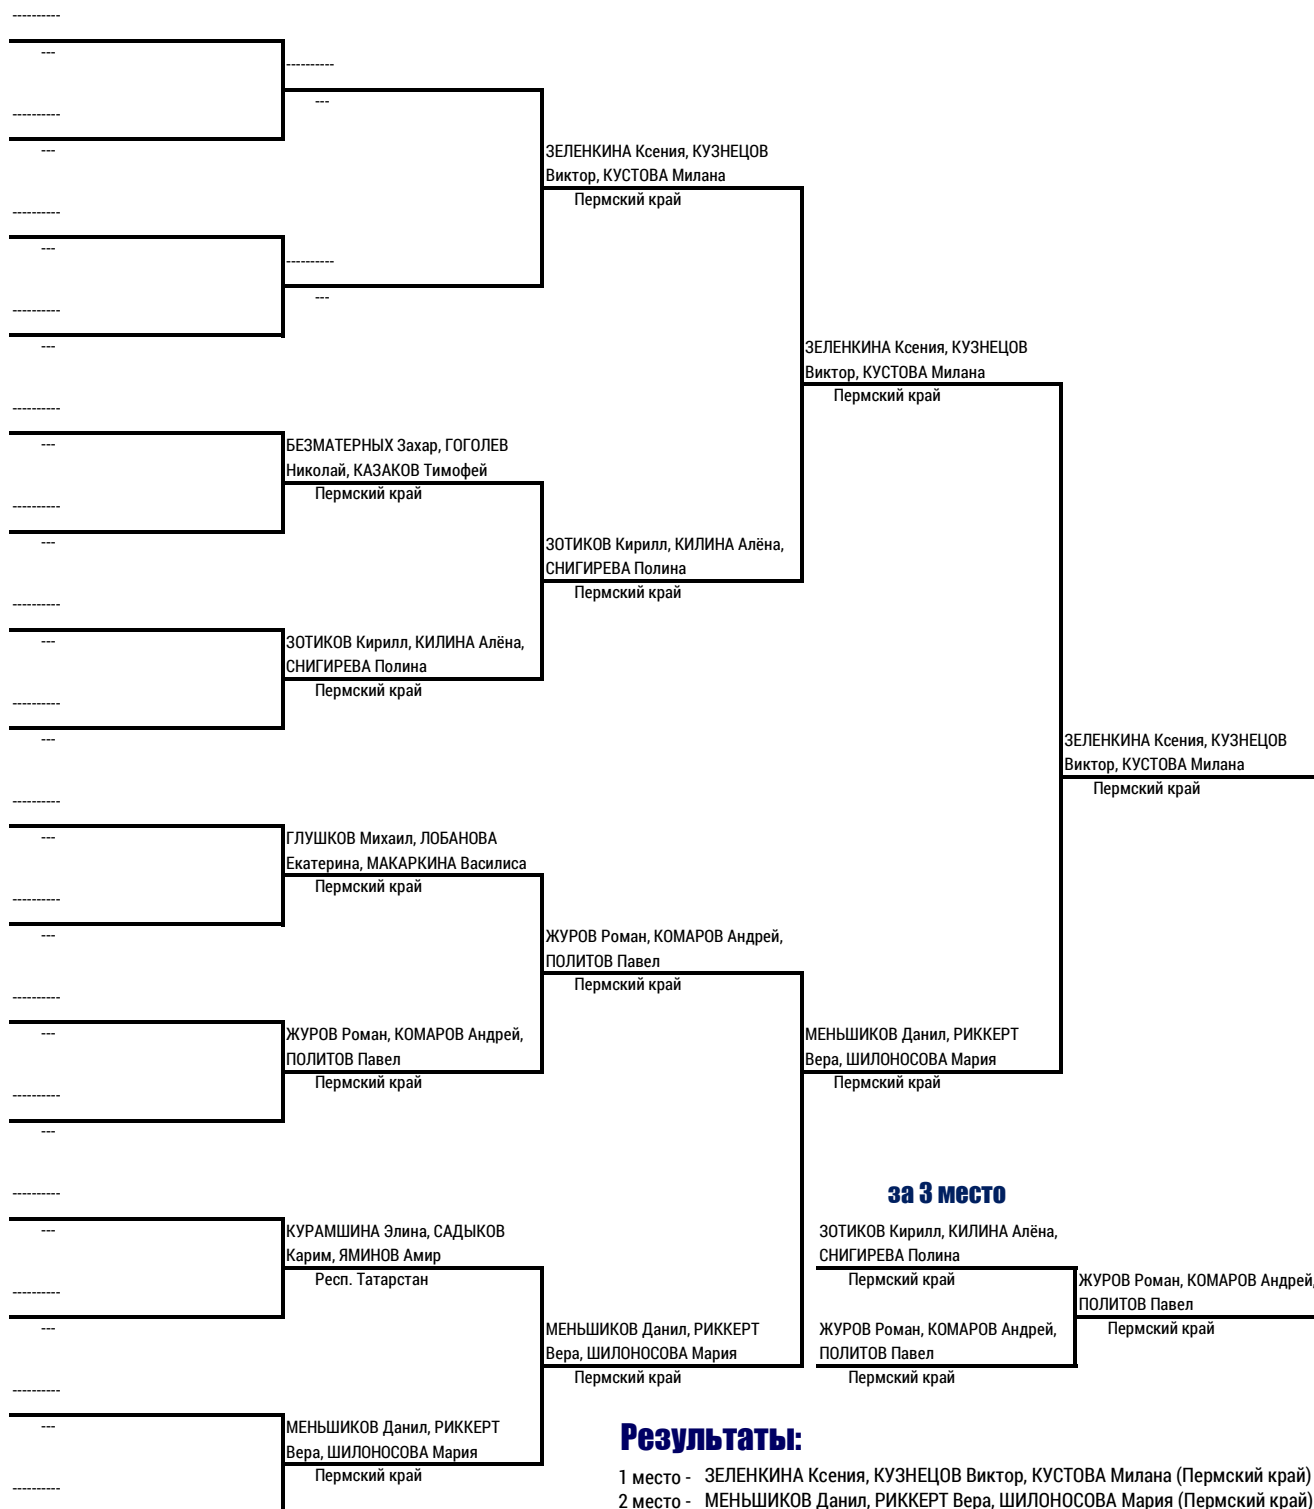 ----------
---
----------
---
----------
---
----------
---
----------
---
----------
---
----------
---
----------
---
----------
---
----------
---
----------
---
----------
---
----------
---
----------
---
----------
---
----------
----------
---
----------
---
БЕЗМАТЕРНЫХ Захар, ГОГОЛЕВ
Николай, КАЗАКОВ Тимофей
Пермский край
ЗОТИКОВ Кирилл, КИЛИНА Алёна,
СНИГИРЕВА Полина
Пермский край
ГЛУШКОВ Михаил, ЛОБАНОВА
Екатерина, МАКАРКИНА Василиса
Пермский край
ЖУРОВ Роман, КОМАРОВ Андрей,
ПОЛИТОВ Павел
Пермский край
КУРАМШИНА Элина, САДЫКОВ
Карим, ЯМИНОВ Амир
Респ. Татарстан
МЕНЬШИКОВ Данил, РИККЕРТ
Вера, ШИЛОНОСОВА Мария
Пермский край
ЗЕЛЕНКИНА Ксения, КУЗНЕЦОВ
Виктор, КУСТОВА Милана
Пермский край
ЗОТИКОВ Кирилл, КИЛИНА Алёна,
СНИГИРЕВА Полина
Пермский край
ЖУРОВ Роман, КОМАРОВ Андрей,
ПОЛИТОВ Павел
Пермский край
МЕНЬШИКОВ Данил, РИККЕРТ
Вера, ШИЛОНОСОВА Мария
Пермский край
ЗЕЛЕНКИНА Ксения, КУЗНЕЦОВ
Виктор, КУСТОВА Милана
Пермский край
МЕНЬШИКОВ Данил, РИККЕРТ
Вера, ШИЛОНОСОВА Мария
Пермский край
ЗЕЛЕНКИНА Ксения, КУЗНЕЦОВ
Виктор, КУСТОВА Милана
Пермский край
за 3 место
ЗОТИКОВ Кирилл, КИЛИНА Алёна,
СНИГИРЕВА Полина
Пермский край
ЖУРОВ Роман, КОМАРОВ Андрей,
ПОЛИТОВ Павел
Пермский край
ЖУРОВ Роман, КОМАРОВ Андрей,
ПОЛИТОВ Павел
Пермский край
Результаты:
1 место - ЗЕЛЕНКИНА Ксения, КУЗНЕЦОВ Виктор, КУСТОВА Милана (Пермский край)
2 место - МЕНЬШИКОВ Данил, РИККЕРТ Вера, ШИЛОНОСОВА Мария (Пермский край)